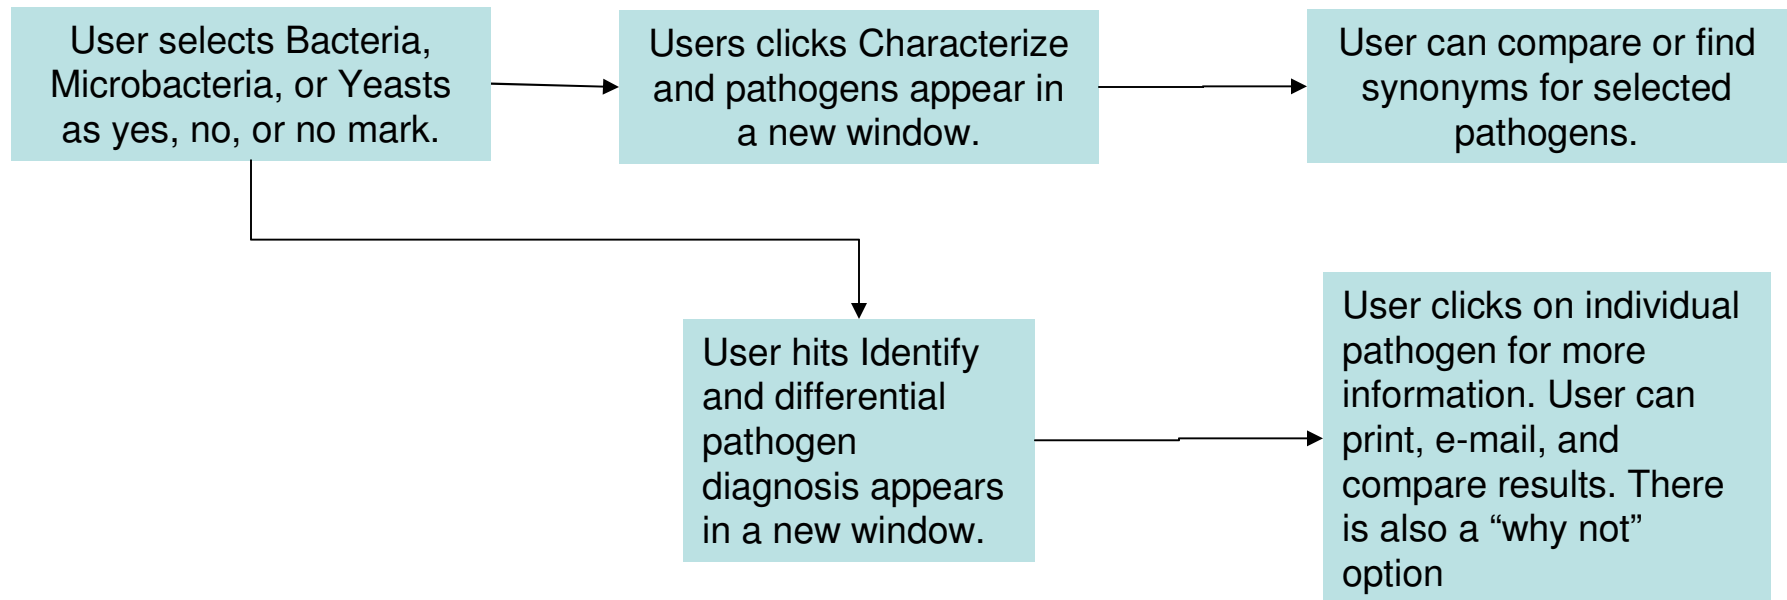 User selects Bacteria,
Microbacteria, or Yeasts
as yes, no, or no mark.
Users clicks Characterize
and pathogens appear in
a new window.
User can compare or find
synonyms for selected
pathogens.
User hits Identify
and differential
pathogen
diagnosis appears
in a new window.
User clicks on individual
pathogen for more
information. User can
print, e-mail, and
compare results. There
is also a “why not”
option